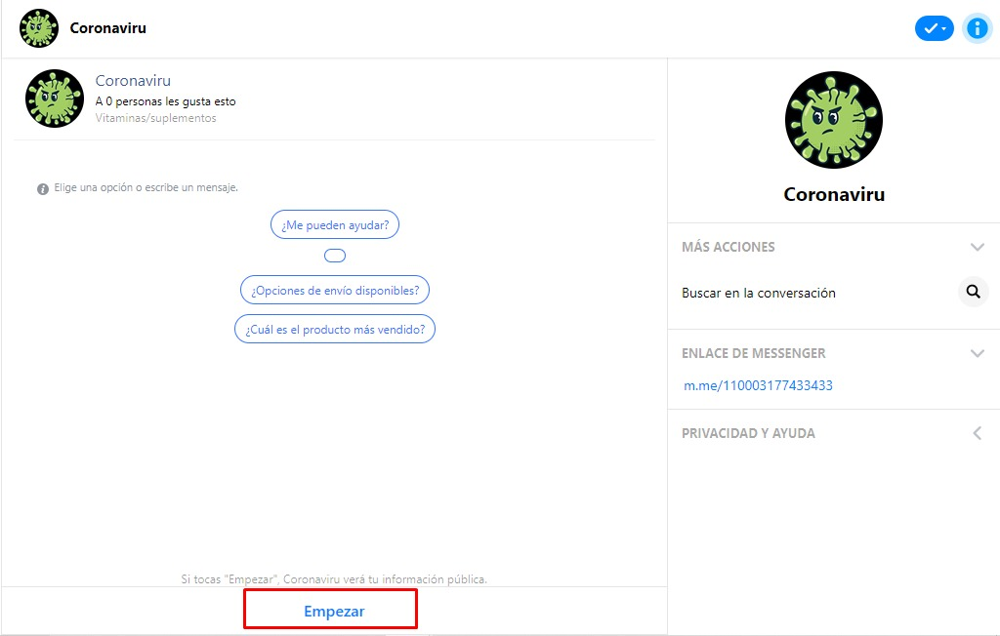 Coronaviru
Coronaviru
A 0 personas les gusta esto
Vitaminas/suplementos
Elige una opción o escribe un mensaje.
¿Me pueden ayudar?
¿Opciones de envío disponibles?
¿Cuál es el producto más vendido?
Si tocas "Empezar", Coronaviru verá tu información pública.
Empezar
Coronaviru
MÁS ACCIONES
Buscar en la conversación
ENLACE DE MESSENGER
m.me/110003177433433
PRIVACIDAD Y AYUDA